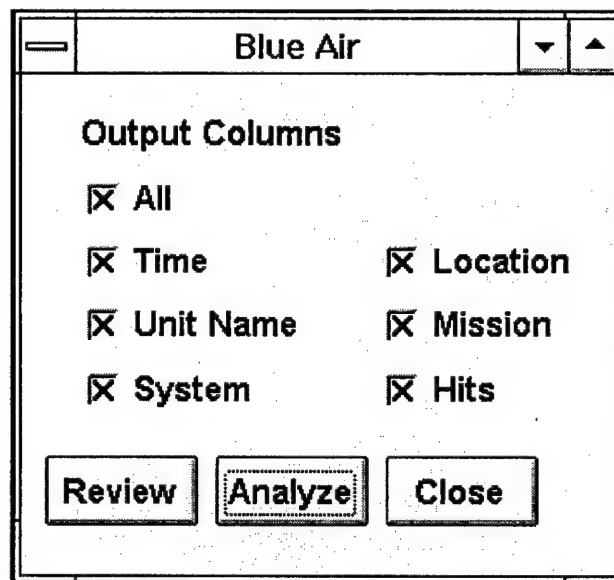 Blue Air
Output Columns
All
Time
Location
Unit Name
Mission
System
Hits
Review
Analyze
Close